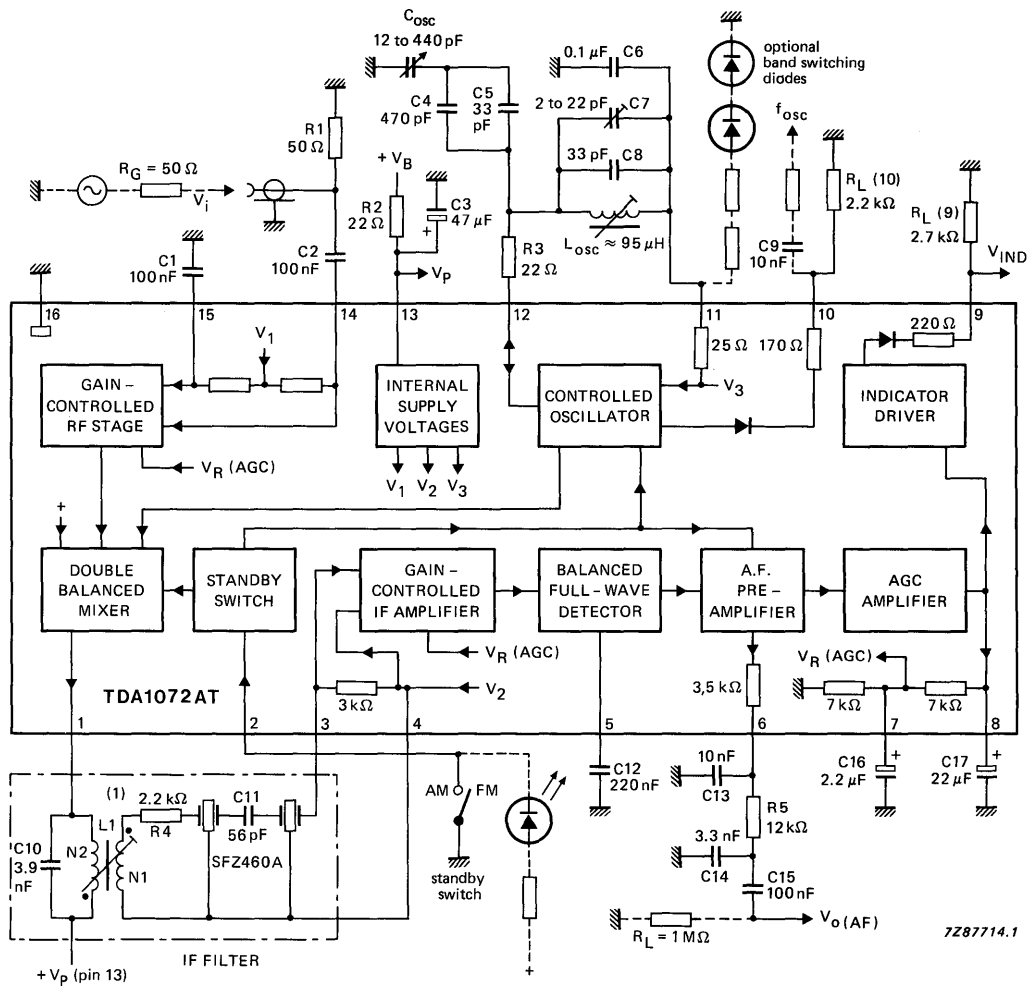 C_osc
12 to 440 pF
C4
470 pF
C5
33
pF
0.1 μF C6
2 to 22 pF C7
33 pF C8
L_osc ≈ 95 μH
optional
band switching
diodes
f_osc
R_L (10)
2.2 kΩ
C9
10 nF
R_L (9)
2.7 kΩ
V_IND
R1
50 Ω
R_G = 50 Ω
V_i
+ V_B
R2
22 Ω
C3
47 μF
V_P
R3
22 Ω
C1
100 nF
C2
100 nF
16
15
14
13
12
11
10
9
V_1
25 Ω
170 Ω
220 Ω
GAIN –
CONTROLLED
RF STAGE
INTERNAL
SUPPLY
VOLTAGES
CONTROLLED
OSCILLATOR
V_3
INDICATOR
DRIVER
V_R (AGC)
V_1 V_2 V_3
+
DOUBLE
BALANCED
MIXER
STANDBY
SWITCH
GAIN –
CONTROLLED
IF AMPLIFIER
BALANCED
FULL–WAVE
DETECTOR
A.F.
PRE –
AMPLIFIER
AGC
AMPLIFIER
V_R (AGC)
V_2
3 kΩ
3,5 kΩ
V_R (AGC)
7 kΩ
7 kΩ
TDA1072AT
1
2
3
4
5
6
7
8
(1)
L1
2.2 kΩ
R4
C11
56 pf
SFZ460A
C10
3.9
nF
N2
N1
IF FILTER
+ V_P (pin 13)
AM
FM
standby
switch
+
C12
220 nF
10 nF
C13
R5
12 kΩ
3.3 nF
C14
C15
100 nF
R_L = 1 MΩ
V_o(AF)
C16
2.2 μF
+
C17
22 μF
+
7Z87714.1